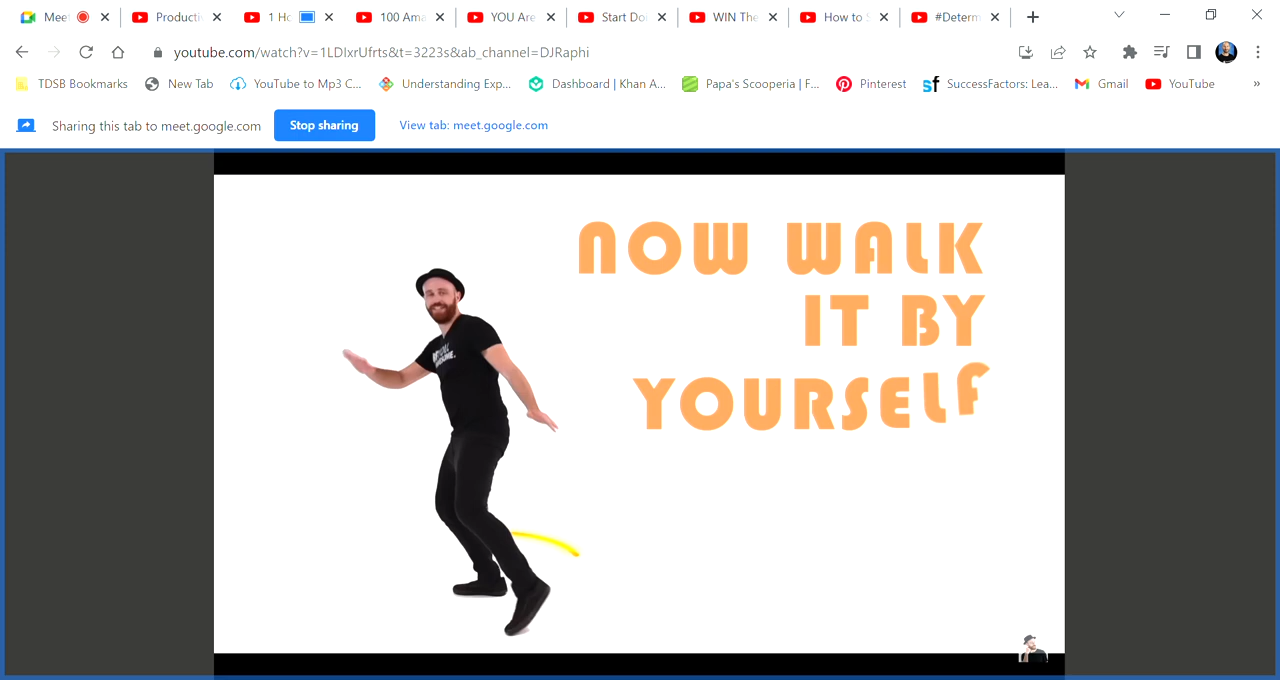 Meet
Producti
1 Ho
100 Ama
YOU Are
Start Doi
WIN The
How to S
#Determ
youtube.com/watch?v=1LDIxrUfrts&t=3223s&ab_channel=DJRaphi
TDSB Bookmarks
New Tab
YouTube to Mp3 C...
Understanding Exp...
Dashboard | Khan A...
Papa's Scooperia | F...
Pinterest
SuccessFactors: Lea...
Gmail
YouTube
»
Sharing this tab to meet.google.com
Stop sharing
View tab: meet.google.com
NOW WALK
IT BY
YOURSELF